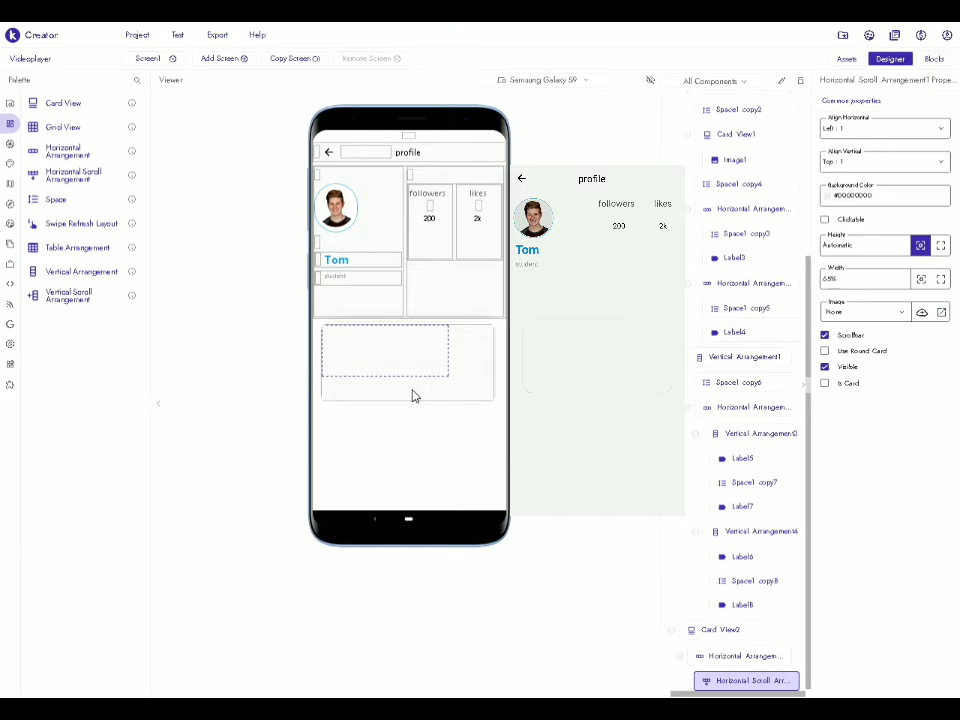 Creator
Project
Test
Export
Help
Videoplayer
Screen1
Add Screen
Copy Screen
Remove Screen
Assets
Designer
Blocks
Palette
Viewer
Samsung Galaxy S9
All Components
Horizontal Scroll Arrangement1 Prope...
Card View
Grid View
Horizontal
Arrangement
Horizontal Scroll
Arrangement
Space
Swipe Refresh Layout
Table Arrangement
Vertical Arrangement
Vertical Scroll
Arrangement
profile
followers
likes
200
2k
Tom
student
profile
followers
likes
200
2k
Tom
student
Space1 copy2
Card View1
Image1
Space1 copy4
Horizontal Arrangem...
Space1 copy3
Label3
Horizontal Arrangem...
Space1 copy5
Label4
Vertical Arrangement1
Space1 copy6
Horizontal Arrangem...
Vertical Arrangement3
Label5
Space1 copy7
Label7
Vertical Arrangement4
Label6
Space1 copy8
Label8
Card View2
Horizontal Arrangem...
Horizontal Scroll Arr...
Common properties
Align Horizontal
Left : 1
Align Vertical
Top : 1
Background Color
#00000000
Clickable
Height
Automatic
Width
65%
Image
None
Scrollbar
Use Round Card
Visible
Is Card